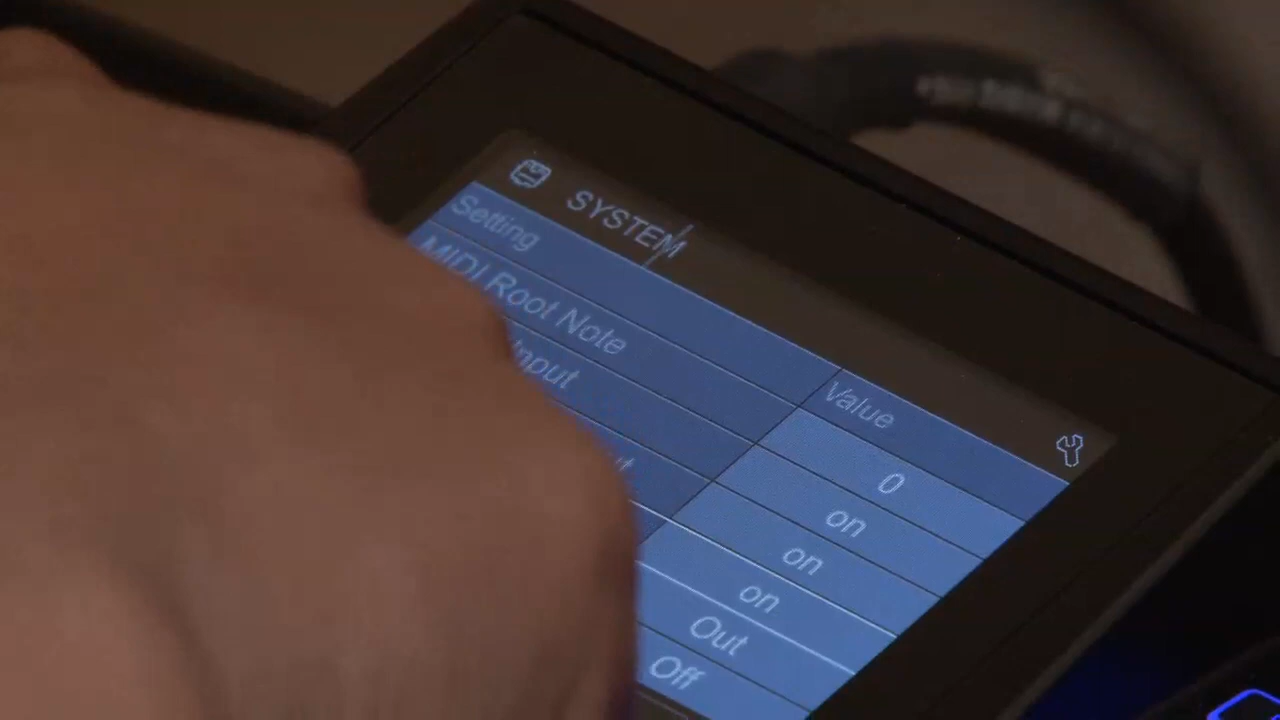 SYSTEM
Setting Value
MIDI Root Note 0
Input on
on
on
Out
Off